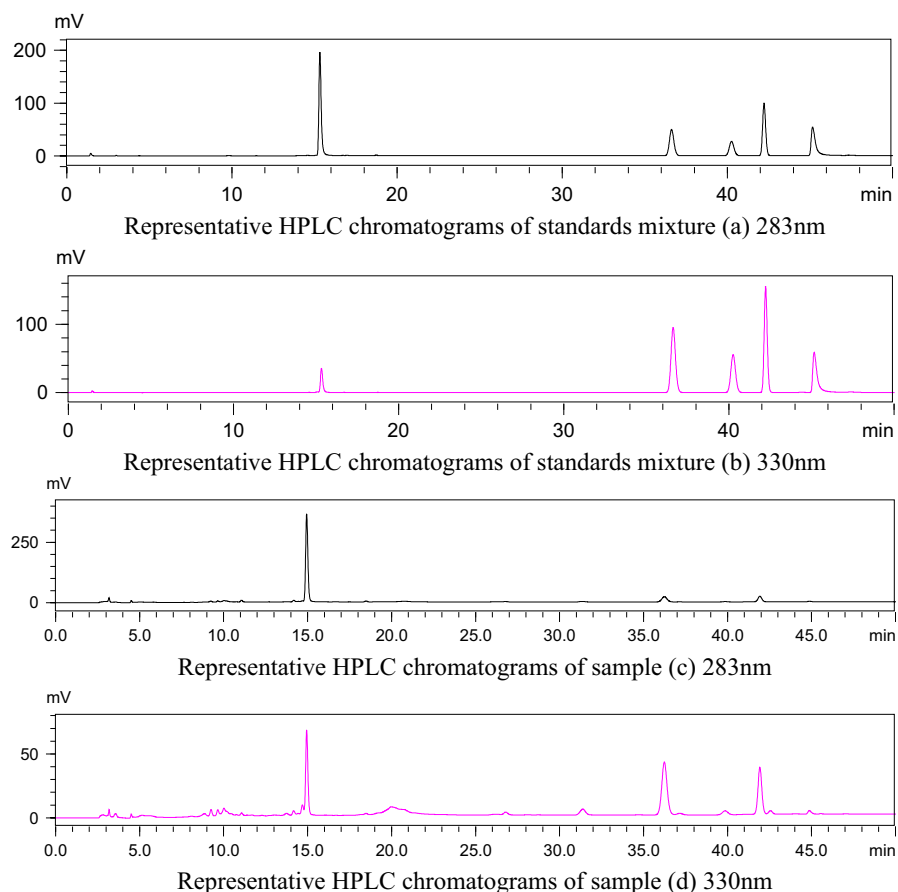 mV
200
100
0
0 10 20 30 40 min
Representative HPLC chromatograms of standards mixture (a) 283nm
mV
100
0
0 10 20 30 40 min
Representative HPLC chromatograms of standards mixture (b) 330nm
mV
250
0
0.0 5.0 10.0 15.0 20.0 25.0 30.0 35.0 40.0 45.0 min
Representative HPLC chromatograms of sample (c) 283nm
mV
50
0
0.0 5.0 10.0 15.0 20.0 25.0 30.0 35.0 40.0 45.0 min
Representative HPLC chromatograms of sample (d) 330nm